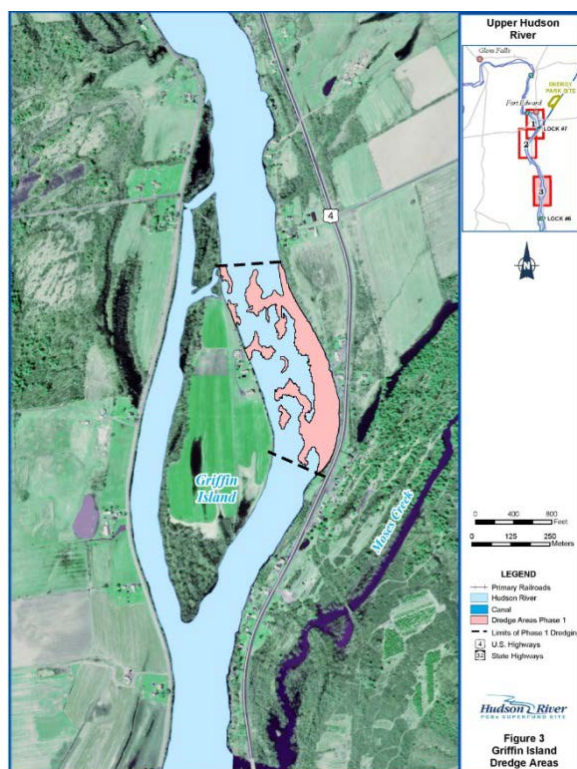 Upper Hudson
River
Glens Falls
ENERGY
PARK SITE
Fort Edward
1
LOCK #7
2
3
LOCK #6
N
4
Griffin
Island
Moses Creek
0 400 800
Feet
0 125 250
Meters
LEGEND
Primary Railroads
Hudson River
Canal
Dredge Areas Phase 1
Limits of Phase 1 Dredging
4 U.S. Highways
32 State Highways
Hudson River
PCBs SUPERFUND SITE
Figure 3
Griffin Island
Dredge Areas